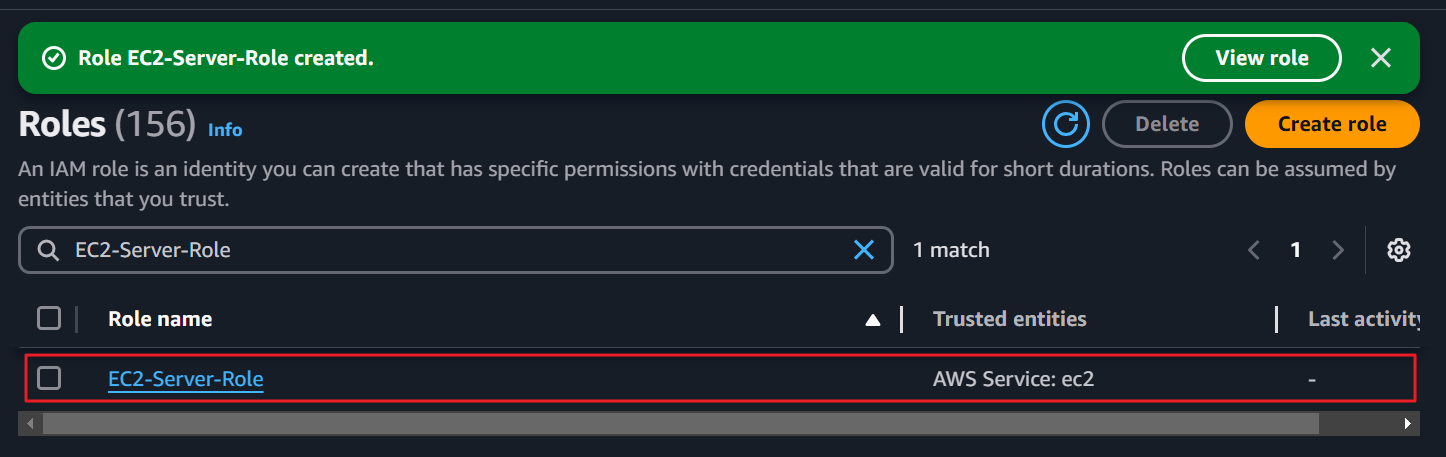 Role EC2-Server-Role created.
View role
Roles (156) Info
Delete
Create role
An IAM role is an identity you can create that has specific permissions with credentials that are valid for short durations. Roles can be assumed by
entities that you trust.
EC2-Server-Role
1 match
1
Role name
Trusted entities
Last activity
EC2-Server-Role
AWS Service: ec2
-